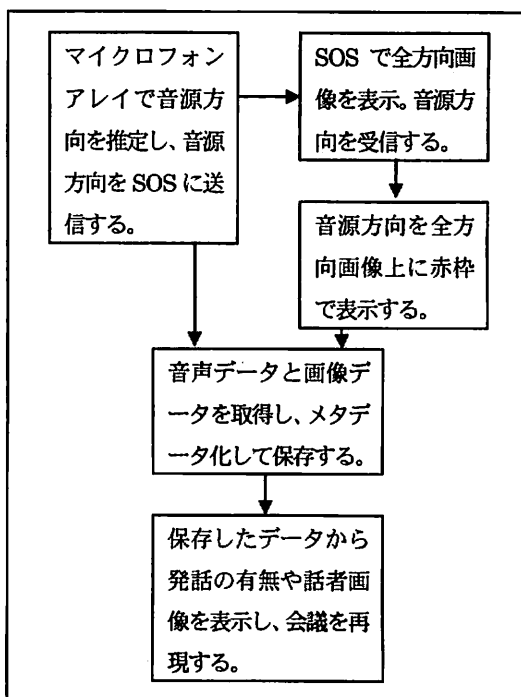 マイクロフォン
アレイで音源方
向を推定し、音源
方向を SOS に送
信する。
SOS で全方向画
像を表示。音源方
向を受信する。
音源方向を全方
向画像上に赤枠
で表示する。
音声データと画像デ
ータを取得し、メタデ
ータ化して保存する。
保存したデータから
発話の有無や話者画
像を表示し、会議を再
現する。